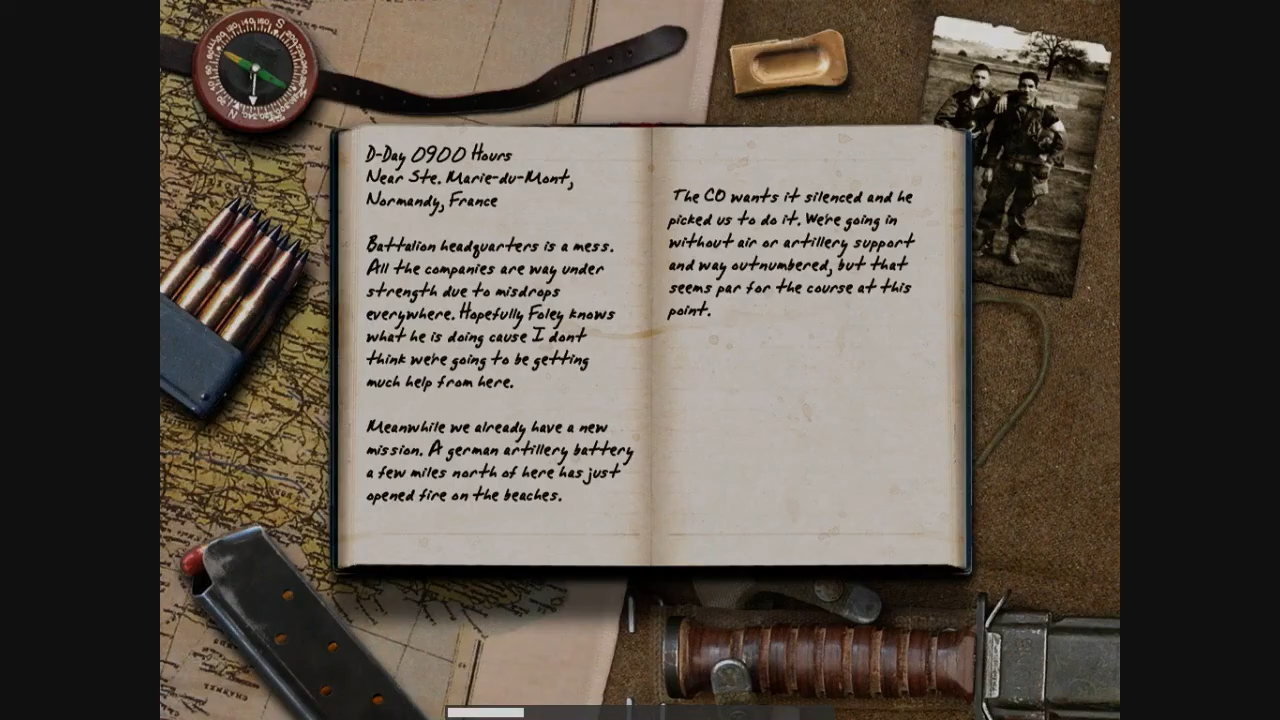 D-Day 0900 Hours
Near Ste. Marie-du-Mont,
Normandy, France
Battalion headquarters is a mess.
All the companies are way under
strength due to misdrops
everywhere. Hopefully Foley knows
what he is doing cause I dont
think we're going to be getting
much help from here.
Meanwhile we already have a new
mission. A german artillery battery
a few miles north of here has just
opened fire on the beaches.
The CO wants it silenced and he
picked us to do it. We're going in
without air or artillery support
and way outnumbered, but that
seems par for the course at this
point.